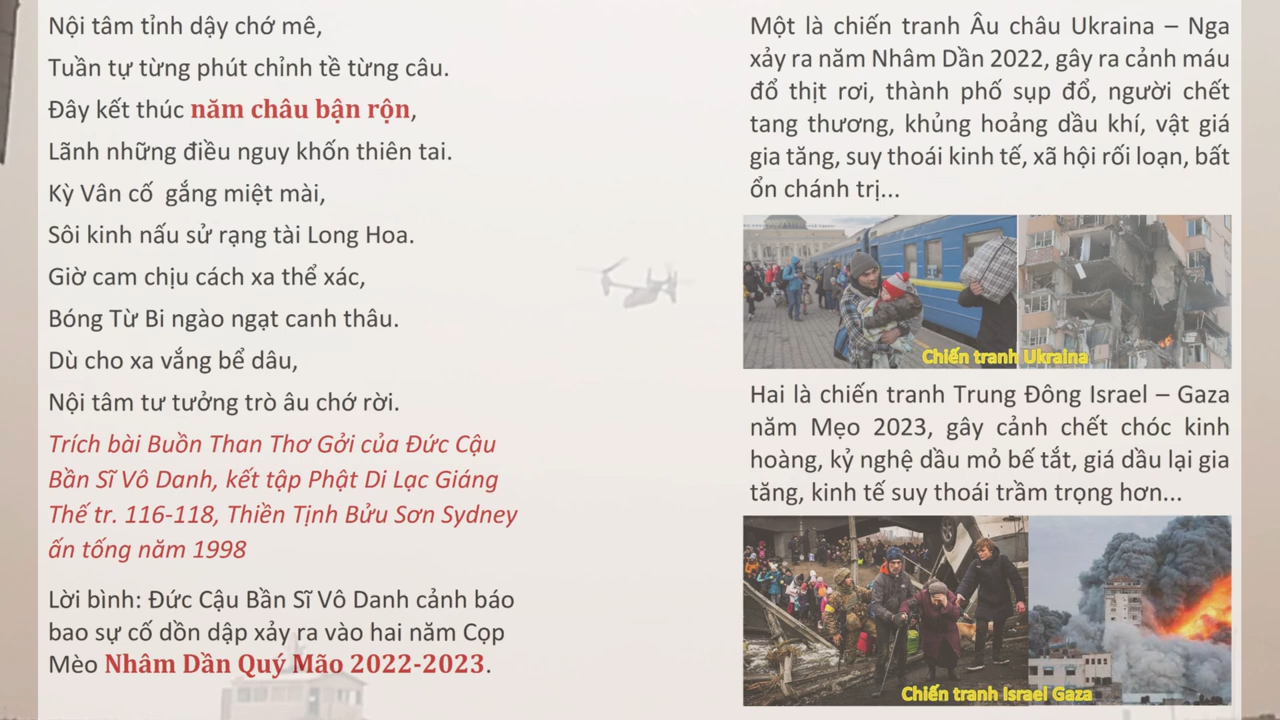 Nội tâm tỉnh dậy chớ mê,
Tuần tự từng phút chỉnh tề từng câu.
Đây kết thúc năm châu bận rộn,
Lãnh những điều nguy khốn thiên tai.
Kỳ Vân cố gắng miệt mài,
Sôi kinh nấu sử rạng tài Long Hoa.
Giờ cam chịu cách xa thể xác,
Bóng Từ Bi ngào ngạt canh thâu.
Dù cho xa vắng bể dâu,
Nội tâm tư tưởng trò âu chớ rời.
Trích bài Buồn Than Thơ Gởi của Đức Cậu
Bần Sĩ Vô Danh, kết tập Phật Di Lạc Giáng
Thế tr. 116-118, Thiền Tịnh Bửu Sơn Sydney
ấn tống năm 1998
Lời bình: Đức Cậu Bần Sĩ Vô Danh cảnh báo
bao sự cố dồn dập xảy ra vào hai năm Cọp
Mèo Nhâm Dần Quý Mão 2022-2023.
Một là chiến tranh Âu châu Ukraina – Nga
xảy ra năm Nhâm Dần 2022, gây ra cảnh máu
đổ thịt rơi, thành phố sụp đổ, người chết
tang thương, khủng hoảng dầu khí, vật giá
gia tăng, suy thoái kinh tế, xã hội rối loạn, bất
ổn chánh trị...
Chiến tranh Ukraina
Hai là chiến tranh Trung Đông Israel – Gaza
năm Mẹo 2023, gây cảnh chết chóc kinh
hoàng, kỷ nghệ dầu mỏ bế tắt, giá dầu lại gia
tăng, kinh tế suy thoái trầm trọng hơn...
Chiến tranh Israel Gaza